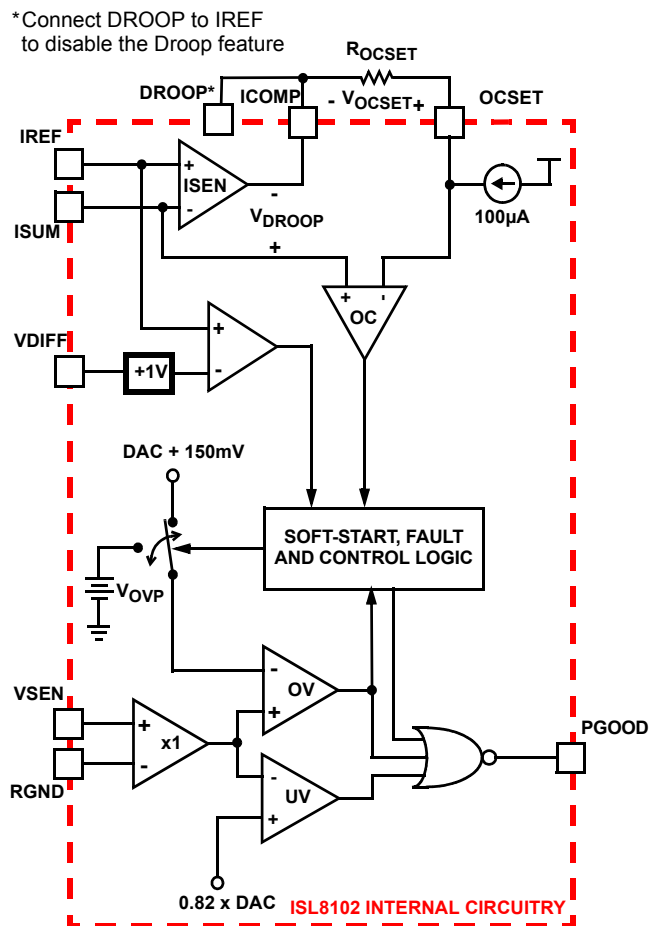 *Connect DROOP to IREF
to disable the Droop feature
ROCSET
DROOP*
ICOMP
- VOCSET+
OCSET
IREF
+
ISEN
-
ISUM
-
VDROOP
+
100µA
+ -
OC
VDIFF
+
-
+1V
DAC + 150mV
SOFT-START, FAULT
AND CONTROL LOGIC
VOVP
-
OV
+
VSEN
+
x1
-
RGND
PGOOD
-
UV
+
0.82 x DAC
ISL8102 INTERNAL CIRCUITRY